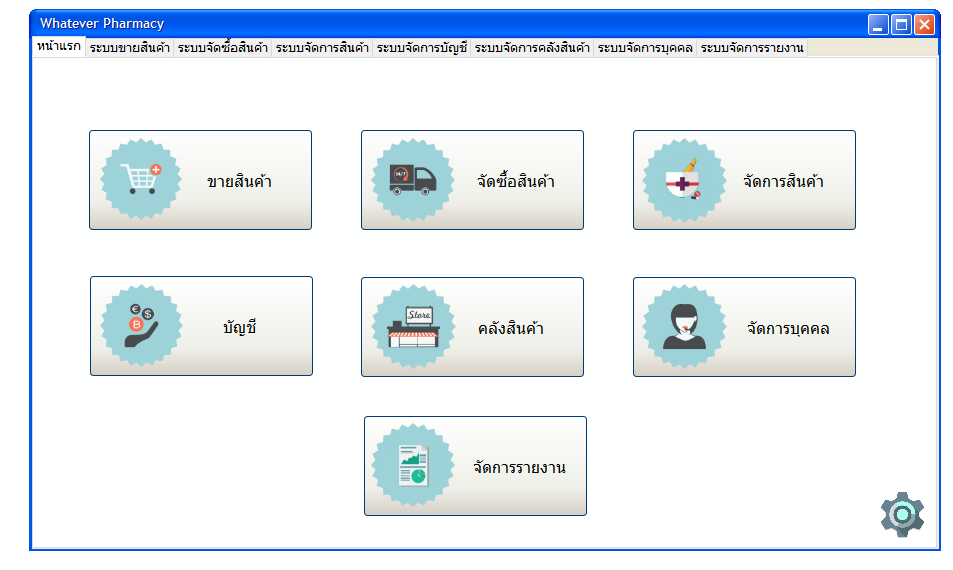 Whatever Pharmacy
หน้าแรก ระบบขายสินค้า ระบบจัดซื้อสินค้า ระบบจัดการสินค้า ระบบจัดการบัญชี ระบบจัดการคลังสินค้า ระบบจัดการบุคคล ระบบจัดการรายงาน
ขายสินค้า
M/T
จัดซื้อสินค้า
จัดการสินค้า
€ $
B
บัญชี
Store
คลังสินค้า
จัดการบุคคล
จัดการรายงาน